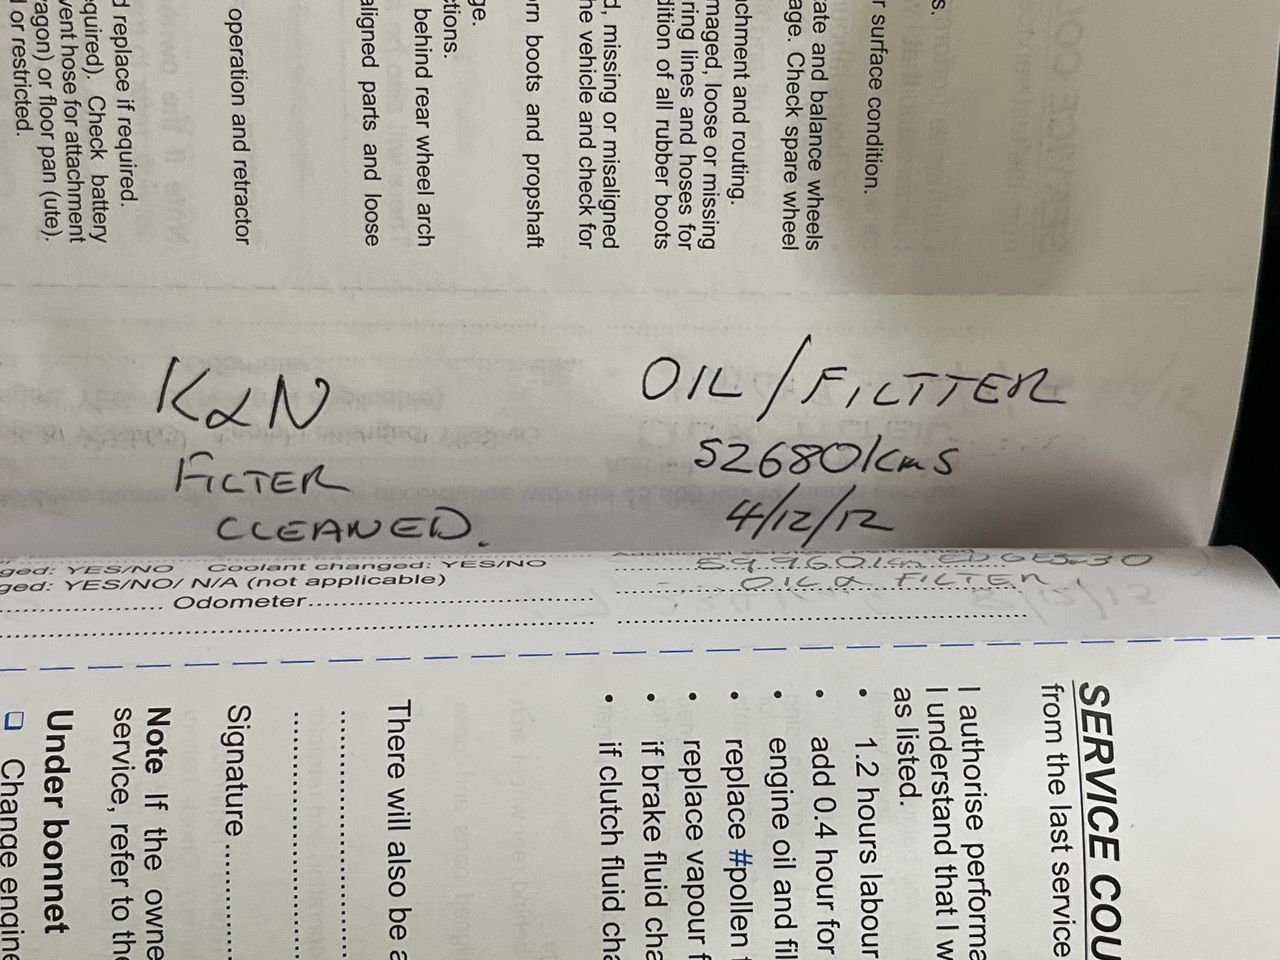 s.
r surface condition.
ate and balance wheels
age. Check spare wheel
chment and routing.
maged, loose or missing
ring lines and hoses for
dition of all rubber boots
d, missing or misaligned
he vehicle and check for
rn boots and propshaft
ge.
ctions.
behind rear wheel arch
aligned parts and loose
operation and retractor
d replace if required.
quired). Check battery
vent hose for attachment
agon) or floor pan (ute).
l or restricted.
K&N
FILTER
CLEANED.
OIL/FICTTER
52680kms
4/12/12
ged: YES/NO Coolant changed: YES/NO
ged: YES/NO/ N/A (not applicable)
Odometer
59960km EDGE 5w30
OIL & FILTER
SERVICE COU
from the last service
I authorise performa
I understand that I w
as listed.
• 1.2 hours labour
• add 0.4 hour for
• engine oil and fil
• replace #pollen
• replace vapour f
• if brake fluid cha
• if clutch fluid cha
There will also be a
Signature
Note If the owne
service, refer to the
Under bonnet
❑ Change engine